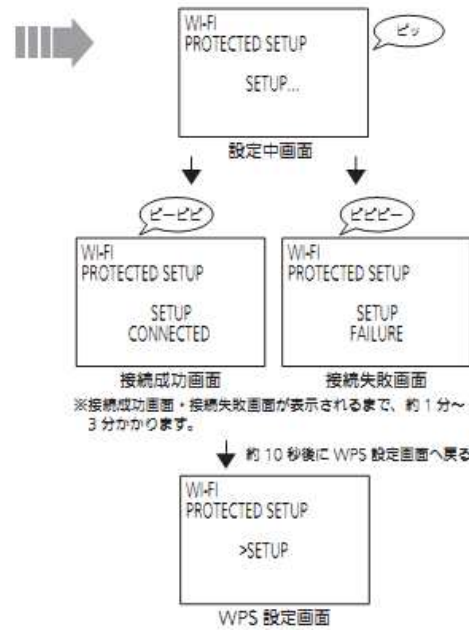 WI-FI
PROTECTED SETUP
SETUP...
ピッ
設定中画面
ピーピピ
WI-FI
PROTECTED SETUP
SETUP
CONNECTED
接続成功画面
ピピピー
WI-FI
PROTECTED SETUP
SETUP
FAILURE
接続失敗画面
※接続成功画面・接続失敗画面が表示されるまで、約1分～
3分かかります。
約10秒後にWPS設定画面へ戻る
WI-FI
PROTECTED SETUP
>SETUP
WPS設定画面